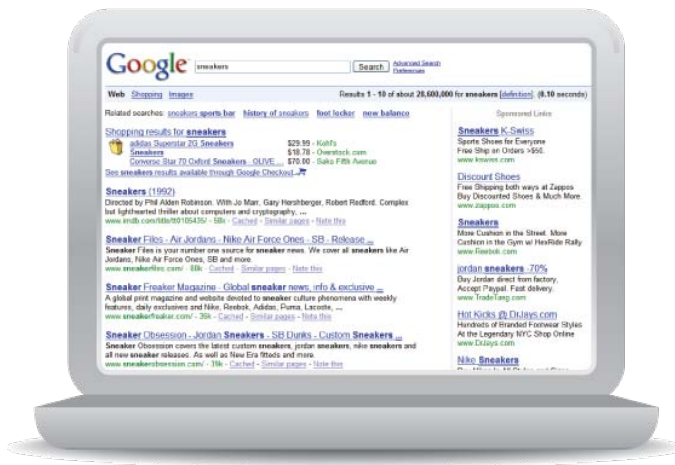 Google
sneakers
Search
Advanced Search
Preferences
Web Shopping Images
Results 1 - 10 of about 28,600,000 for sneakers [definition]. (0.10 seconds)
Related searches: sneakers sports bar history of sneakers foot locker new balance
Shopping results for sneakers
adidas Superstar 2G Sneakers $29.99 - Kohl's
Sneakers $18.78 - Overstock.com
Converse Star 70 Oxford Sneakers - OLIVE ... $70.00 - Saks Fifth Avenue
See sneakers results available through Google Checkout
Sneakers (1992)
Directed by Phil Alden Robinson. With Jo Marr, Gary Hershberger, Robert Redford. Complex
but lighthearted thriller about computers and cryptography, ...
www.imdb.com/title/tt0105435/ - 58k - Cached - Similar pages - Note this
Sneaker Files - Air Jordans - Nike Air Force Ones - SB - Release ...
Sneaker Files is your number one source for sneaker news. We cover all sneakers like Air
Jordans, Nike Air Force Ones, SB and more.
www.sneakerfiles.com/ - 88k - Cached - Similar pages - Note this
Sneaker Freaker Magazine - Global sneaker news, info & exclusive ...
A global print magazine and website devoted to sneaker culture phenomena with weekly
features, daily exclusives and Nike, Reebok, Adidas, Puma, Lacoste, ...
www.sneakerfreaker.com/ - 35k - Cached - Similar pages - Note this
Sneaker Obsession - Jordan Sneakers - SB Dunks - Custom Sneakers ...
Sneaker Obsession covers the latest custom sneakers, jordan sneakers, nike sneakers and
all new sneaker releases. As well as New Era fitteds and more.
www.sneakerobsession.com/ - 39k - Cached - Similar pages - Note this
Sponsored Links
Sneakers K-Swiss
Sports Shoes for Everyone
Free Ship on Orders >$50.
www.kswiss.com
Discount Shoes
Free Shipping both ways at Zappos
Buy Discounted Shoes & Much More
www.zappos.com
Sneakers
More Cushion in the Street. More
Cushion in the Gym w/ HexRide Rally
www.Reebok.com
jordan sneakers -70%
Buy Jordan direct from factory,
Accept Paypal. Fast delivery.
www.TradeTang.com
Hot Kicks @ DrJays.com
Hundreds of Branded Footwear Styles
At the Legendary NYC Shop Online
www.DrJays.com
Nike Sneakers